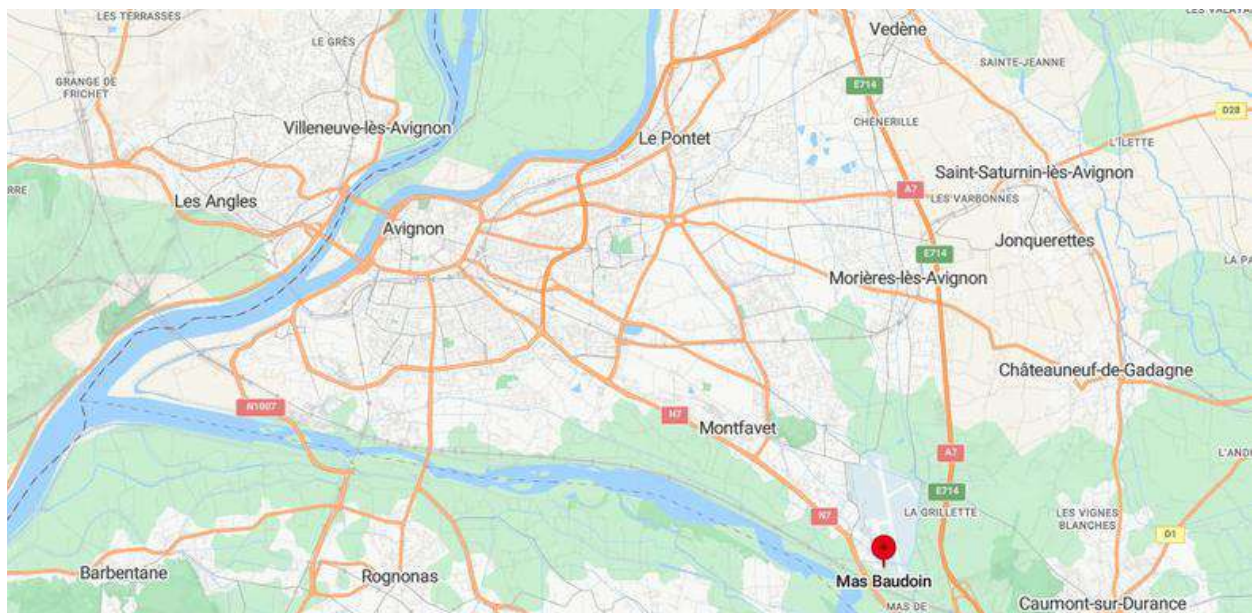 LES TERRASSES
LE GRÈS
Vedène
SAINTE-JEANNE
GRANGE DE
FRICHET
E714
D28
Villeneuve-lès-Avignon
Le Pontet
CHÊNERILLE
L'ILETTE
Saint-Saturnin-lès-Avignon
A7
LES VARBONNES
Les Angles
Avignon
Jonquerettes
E714
Morières-lès-Avignon
Châteauneuf-de-Gadagne
N1007
N7
Montfavet
A7
E714
LA GRILLETTE
N7
LES VIGNES
BLANCHES
D1
Barbentane
Rognonas
Mas Baudoin
MAS DE
Caumont-sur-Durance